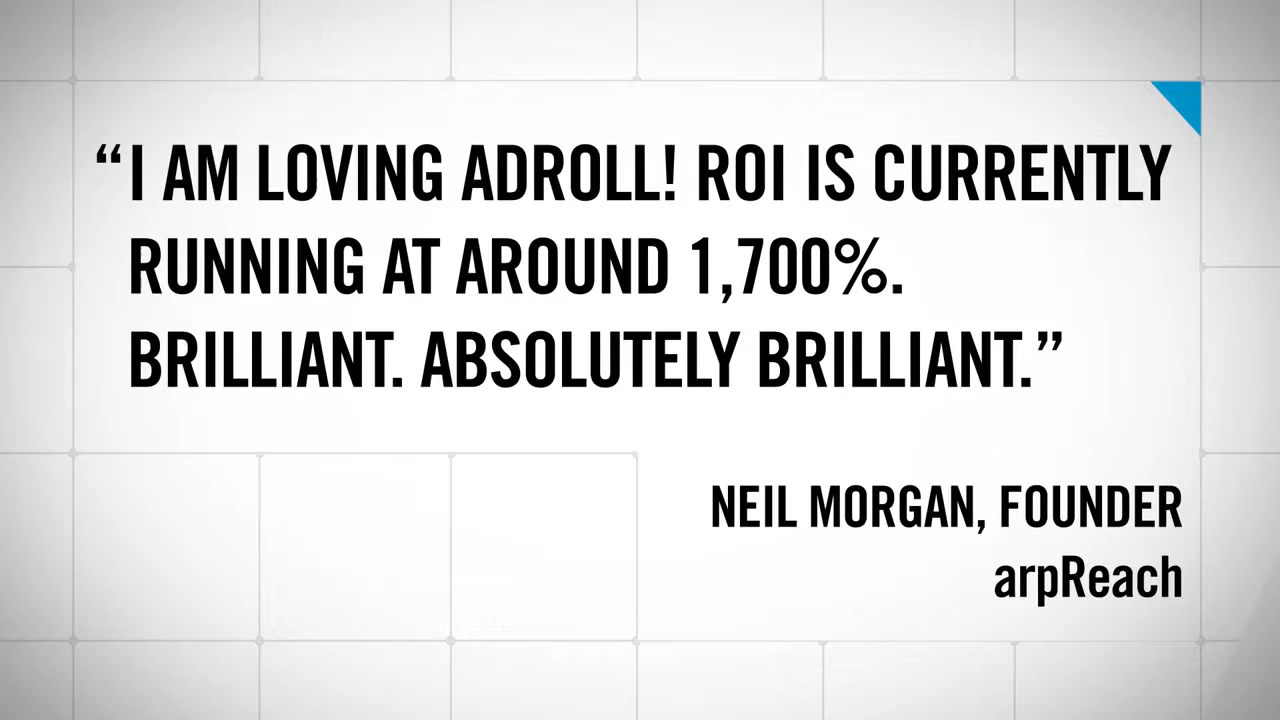 “I AM LOVING ADROLL! ROI IS CURRENTLY
RUNNING AT AROUND 1,700%.
BRILLIANT. ABSOLUTELY BRILLIANT.”
NEIL MORGAN, FOUNDER
arpReach